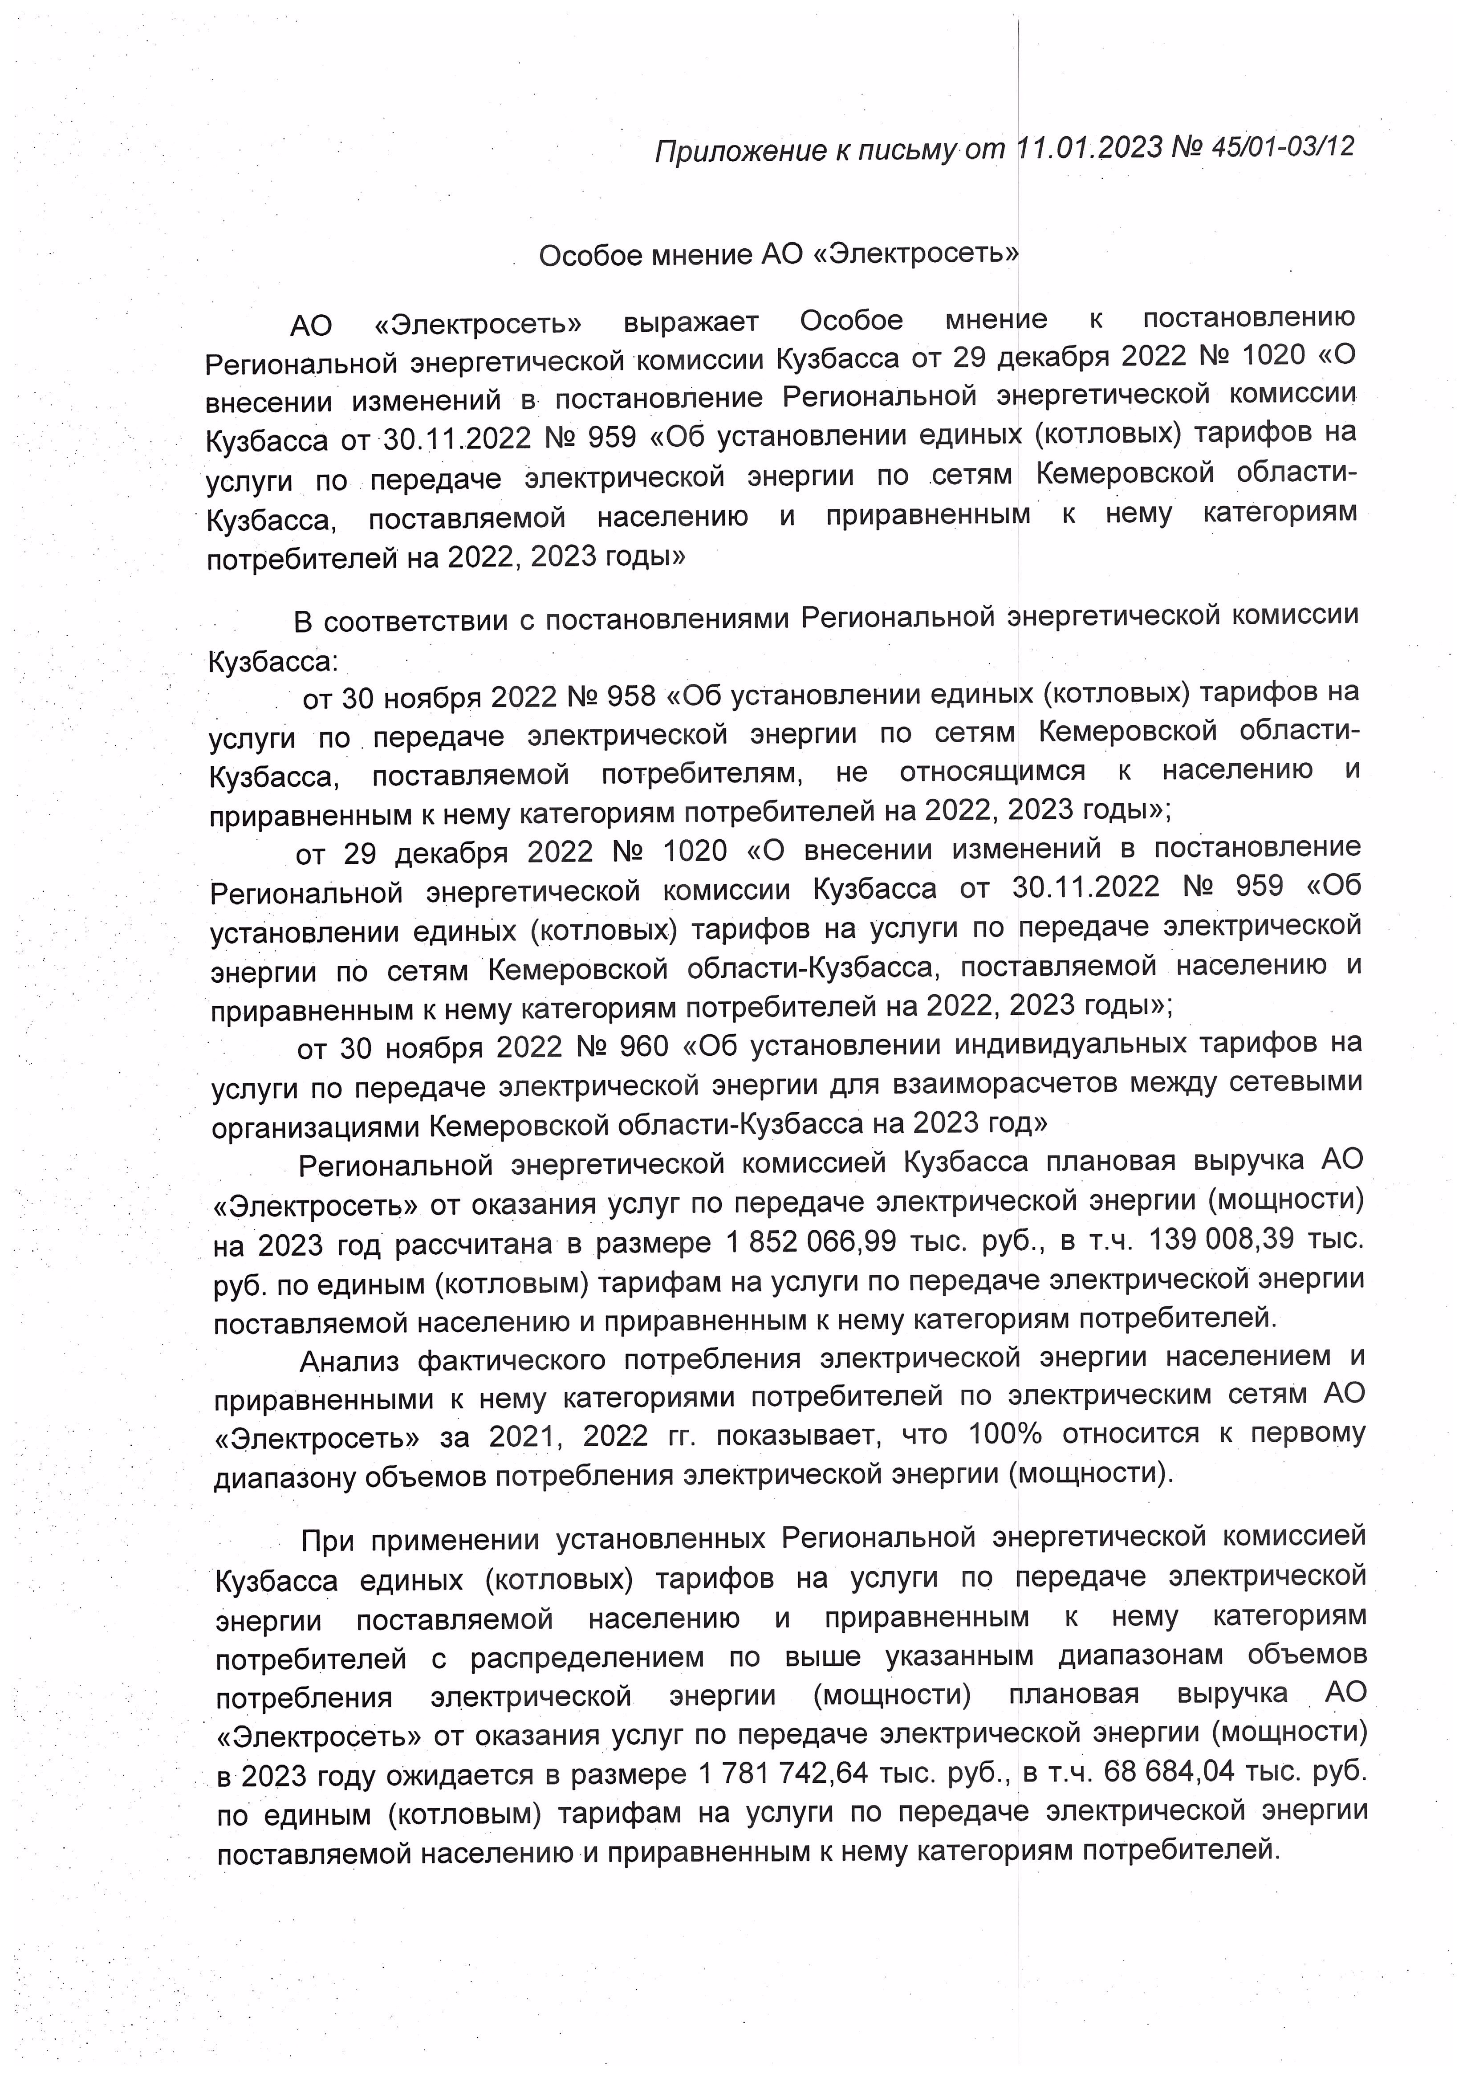 Приложение к письму от 11.01.2023 № 45/01-03/12
Особое мнение АО «Электросеть»
АО «Электросеть» выражает Особое мнение к постановлению
Региональной энергетической комиссии Кузбасса от 29 декабря 2022 № 1020 «О
внесении изменений в постановление Региональной энергетической комиссии
Кузбасса от 30.11.2022 № 959 «Об установлении единых (котловых) тарифов на
услуги по передаче электрической энергии по сетям Кемеровской области-
Кузбасса, поставляемой населению и приравненным к нему категориям
потребителей на 2022, 2023 годы»
В соответствии с постановлениями Региональной энергетической комиссии
Кузбасса:
от 30 ноября 2022 № 958 «Об установлении единых (котловых) тарифов на
услуги по передаче электрической энергии по сетям Кемеровской области-
Кузбасса, поставляемой потребителям, не относящимся к населению и
приравненным к нему категориям потребителей на 2022, 2023 годы»;
от 29 декабря 2022 № 1020 «О внесении изменений в постановление
Региональной энергетической комиссии Кузбасса от 30.11.2022 № 959 «Об
установлении единых (котловых) тарифов на услуги по передаче электрической
энергии по сетям Кемеровской области-Кузбасса, поставляемой населению и
приравненным к нему категориям потребителей на 2022, 2023 годы»;
от 30 ноября 2022 № 960 «Об установлении индивидуальных тарифов на
услуги по передаче электрической энергии для взаиморасчетов между сетевыми
организациями Кемеровской области-Кузбасса на 2023 год»
Региональной энергетической комиссией Кузбасса плановая выручка АО
«Электросеть» от оказания услуг по передаче электрической энергии (мощности)
на 2023 год рассчитана в размере 1 852 066,99 тыс. руб., в т.ч. 139 008,39 тыс.
руб. по единым (котловым) тарифам на услуги по передаче электрической энергии
поставляемой населению и приравненным к нему категориям потребителей.
Анализ фактического потребления электрической энергии населением и
приравненными к нему категориями потребителей по электрическим сетям АО
«Электросеть» за 2021, 2022 гг. показывает, что 100% относится к первому
диапазону объемов потребления электрической энергии (мощности).
При применении установленных Региональной энергетической комиссией
Кузбасса единых (котловых) тарифов на услуги по передаче электрической
энергии поставляемой населению и приравненным к нему категориям
потребителей с распределением по выше указанным диапазонам объемов
потребления электрической энергии (мощности) плановая выручка АО
«Электросеть» от оказания услуг по передаче электрической энергии (мощности)
в 2023 году ожидается в размере 1 781 742,64 тыс. руб., в т.ч. 68 684,04 тыс. руб.
по единым (котловым) тарифам на услуги по передаче электрической энергии
поставляемой населению и приравненным к нему категориям потребителей.